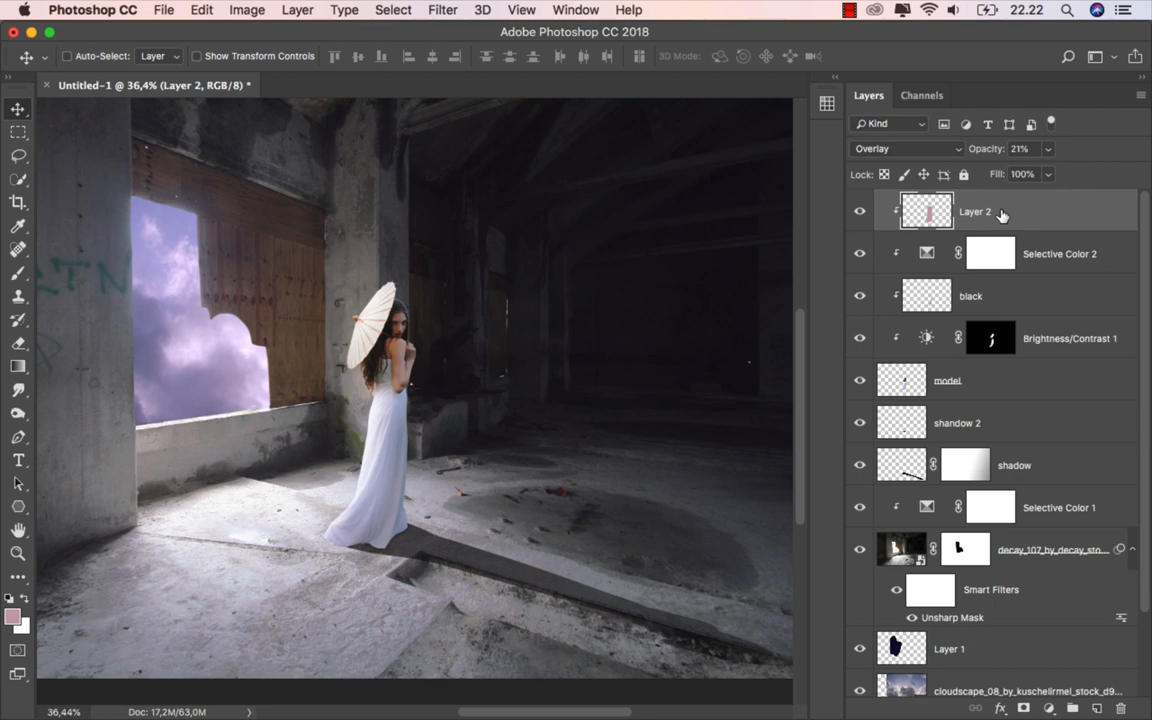 Photoshop CC File Edit Image Layer Type Select Filter 3D View Window Help 22.22
Adobe Photoshop CC 2018
Auto-Select: Layer Show Transform Controls 3D Mode:
Untitled-1 @ 36,4% (Layer 2, RGB/8) *
Layers Channels
Kind
Overlay Opacity: 21%
Lock: Fill: 100%
Layer 2
Selective Color 2
black
Brightness/Contrast 1
model
shandow 2
shadow
Selective Color 1
decay_107_by_decay_sto...
Smart Filters
Unsharp Mask
Layer 1
cloudscape_08_by_kuschelirmel_stock_d9...
36,44% Doc: 17,2M/63,0M